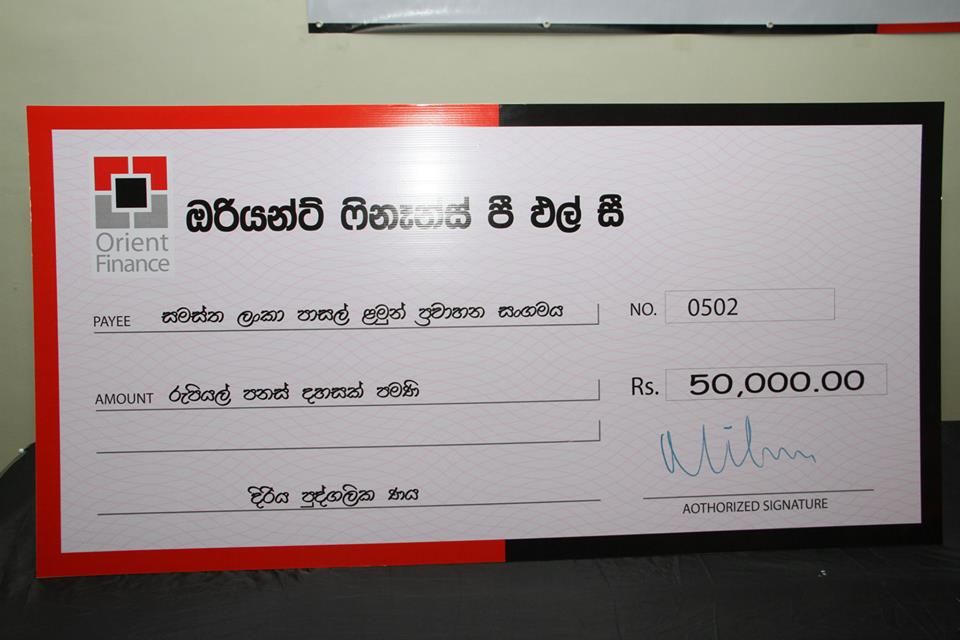 Orient
Finance
ඔරියන්ට් ෆිනෑන්ස් පී එල් සී
PAYEE සමස්ත ලංකා පාසල් ළමුන් ප්‍රවාහන සංගමය
NO. 0502
AMOUNT රුපියල් පනස් දහසක් පමණි
Rs. 50,000.00
දිරිය පුද්ගලික ණය
AOTHORIZED SIGNATURE